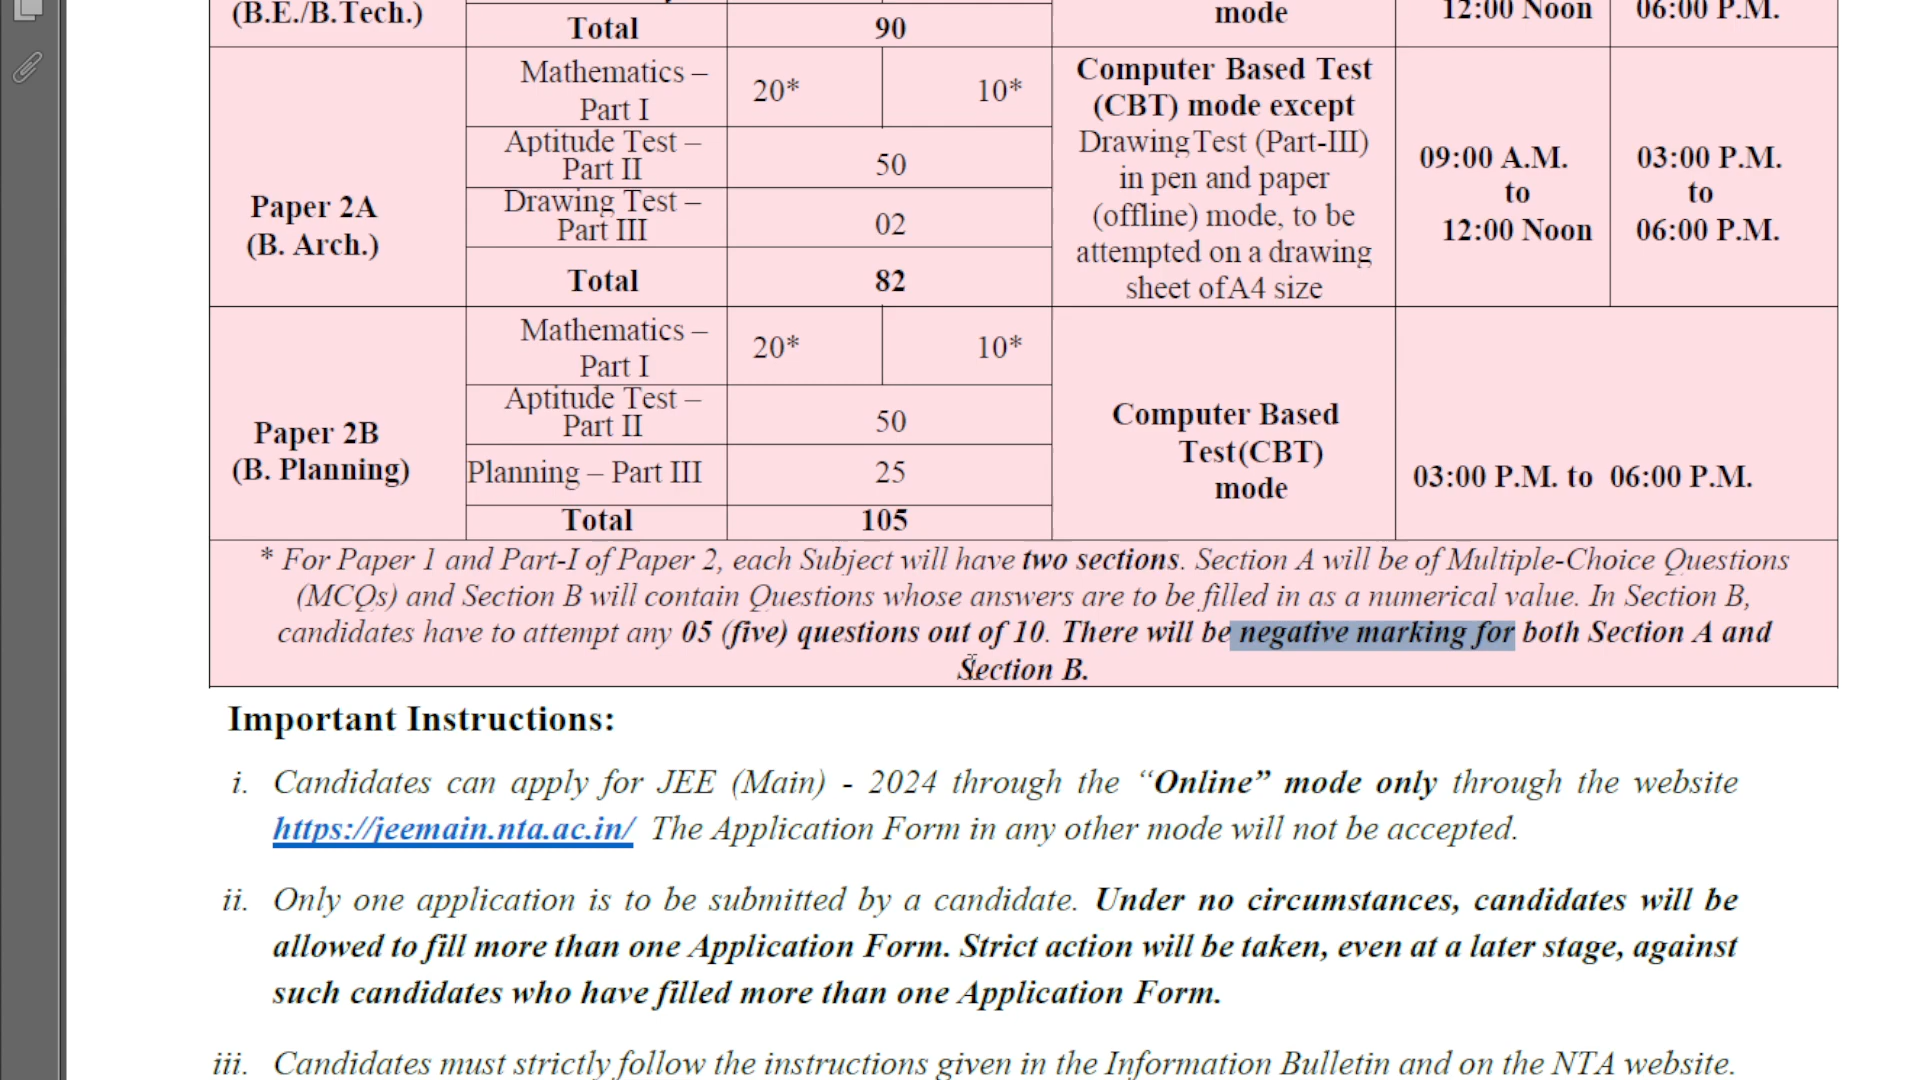 (B.E./B.Tech.)
Total
90
mode
12:00 Noon
06:00 P.M.
Paper 2A
(B. Arch.)
Mathematics –
Part I
20*
10*
Aptitude Test –
Part II
50
Drawing Test –
Part III
02
Total
82
Computer Based Test
(CBT) mode except
DrawingTest (Part-III)
in pen and paper
(offline) mode, to be
attempted on a drawing
sheet ofA4 size
09:00 A.M.
to
12:00 Noon
03:00 P.M.
to
06:00 P.M.
Paper 2B
(B. Planning)
Mathematics –
Part I
20*
10*
Aptitude Test –
Part II
50
Planning – Part III
25
Total
105
Computer Based
Test(CBT)
mode
03:00 P.M. to 06:00 P.M.
* For Paper 1 and Part-I of Paper 2, each Subject will have two sections. Section A will be of Multiple-Choice Questions
(MCQs) and Section B will contain Questions whose answers are to be filled in as a numerical value. In Section B,
candidates have to attempt any 05 (five) questions out of 10. There will be negative marking for both Section A and
Section B.
Important Instructions:
i. Candidates can apply for JEE (Main) - 2024 through the “Online” mode only through the website
https://jeemain.nta.ac.in/ The Application Form in any other mode will not be accepted.
ii. Only one application is to be submitted by a candidate. Under no circumstances, candidates will be
allowed to fill more than one Application Form. Strict action will be taken, even at a later stage, against
such candidates who have filled more than one Application Form.
iii. Candidates must strictly follow the instructions given in the Information Bulletin and on the NTA website.